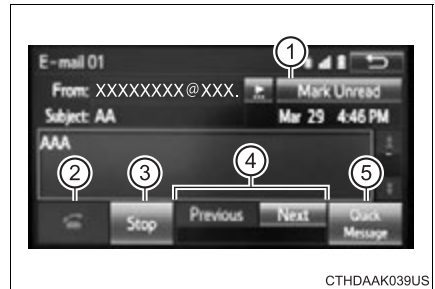 1
E-mail 01
From: XXXXXXXX@XXX. Mark Unread
Subject: AA Mar 29 4:46 PM
AAA
2 3 4 5
Stop Previous Next Quick Message
CTHDAAK039US